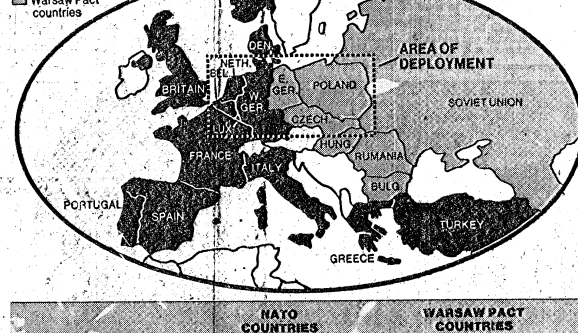 Warsaw Pact
countries
DEN.
NETH.
BEL.
AREA OF
DEPLOYMENT
BRITAIN
E.
GER.
POLAND
W.
GER.
SOVIET UNION
LUX.
CZECH.
FRANCE
HUNG.
RUMANIA
ITALY
BULG.
PORTUGAL
SPAIN
TURKEY
GREECE
NATO
COUNTRIES
WARSAW PACT
COUNTRIES